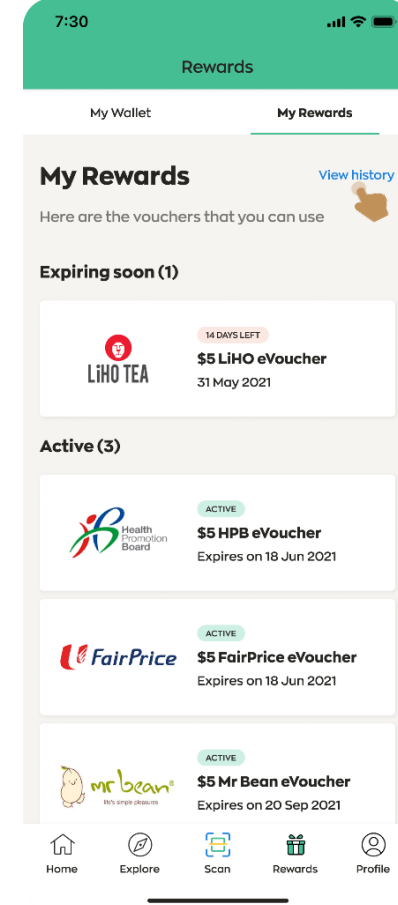 7:30
Rewards
My Wallet
My Rewards
My Rewards
View history
Here are the vouchers that you can use
Expiring soon (1)
LiHO TEA
14 DAYS LEFT
$5 LiHO eVoucher
31 May 2021
Active (3)
Health
Promotion
Board
ACTIVE
$5 HPB eVoucher
Expires on 18 Jun 2021
FairPrice
ACTIVE
$5 FairPrice eVoucher
Expires on 18 Jun 2021
mr bean®
life's simple pleasures
ACTIVE
$5 Mr Bean eVoucher
Expires on 20 Sep 2021
Home
Explore
Scan
Rewards
Profile